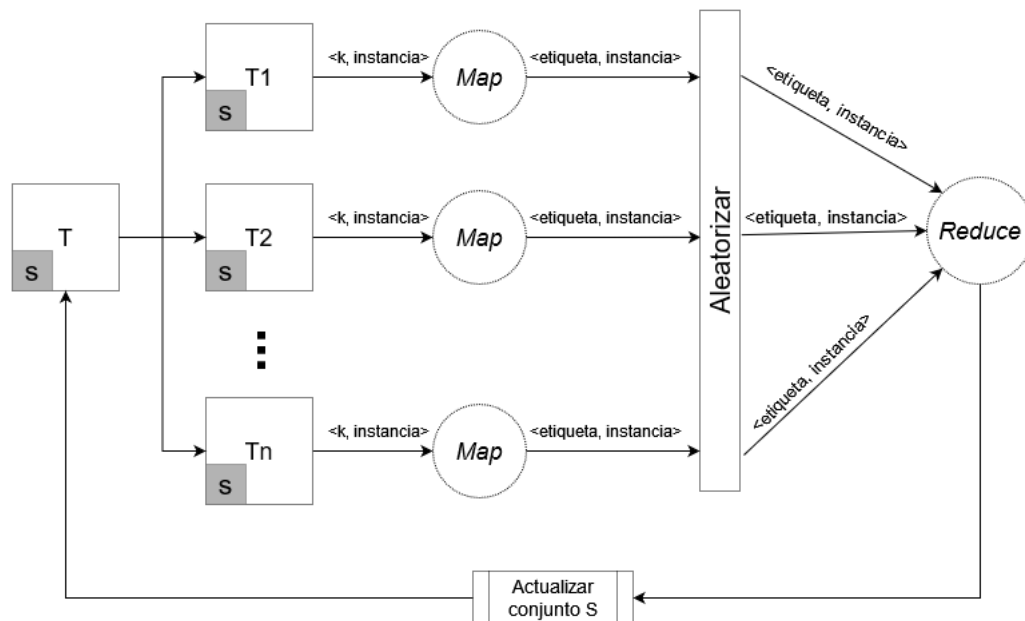 T
S
T1
S
<k, instancia>
Map
<etiqueta, instancia>
T2
S
<k, instancia>
Map
<etiqueta, instancia>
Tn
S
<k, instancia>
Map
<etiqueta, instancia>
Aleatorizar
<etiqueta, instancia>
<etiqueta, instancia>
<etiqueta, instancia>
Reduce
Actualizar
conjunto S